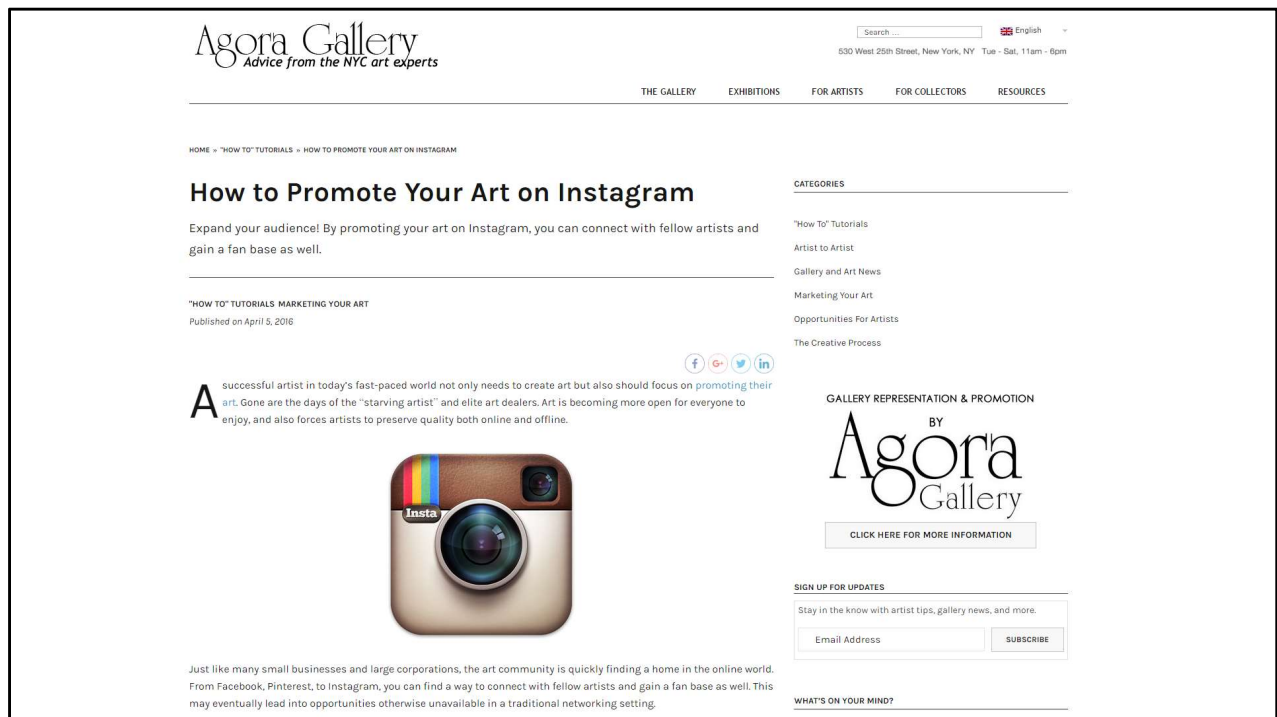 Agora Gallery
Advice from the NYC art experts
Search ...
English
530 West 25th Street, New York, NY Tue - Sat, 11am - 6pm
THE GALLERY EXHIBITIONS FOR ARTISTS FOR COLLECTORS RESOURCES
HOME » "HOW TO" TUTORIALS » HOW TO PROMOTE YOUR ART ON INSTAGRAM
How to Promote Your Art on Instagram
Expand your audience! By promoting your art on Instagram, you can connect with fellow artists and
gain a fan base as well.
"HOW TO" TUTORIALS MARKETING YOUR ART
Published on April 5, 2016
f G+ in
A successful artist in today's fast-paced world not only needs to create art but also should focus on promoting their
art. Gone are the days of the “starving artist” and elite art dealers. Art is becoming more open for everyone to
enjoy, and also forces artists to preserve quality both online and offline.
Insta
Just like many small businesses and large corporations, the art community is quickly finding a home in the online world.
From Facebook, Pinterest, to Instagram, you can find a way to connect with fellow artists and gain a fan base as well. This
may eventually lead into opportunities otherwise unavailable in a traditional networking setting.
CATEGORIES
"How To" Tutorials
Artist to Artist
Gallery and Art News
Marketing Your Art
Opportunities For Artists
The Creative Process
GALLERY REPRESENTATION & PROMOTION
BY
Agora
Gallery
CLICK HERE FOR MORE INFORMATION
SIGN UP FOR UPDATES
Stay in the know with artist tips, gallery news, and more.
Email Address SUBSCRIBE
WHAT'S ON YOUR MIND?